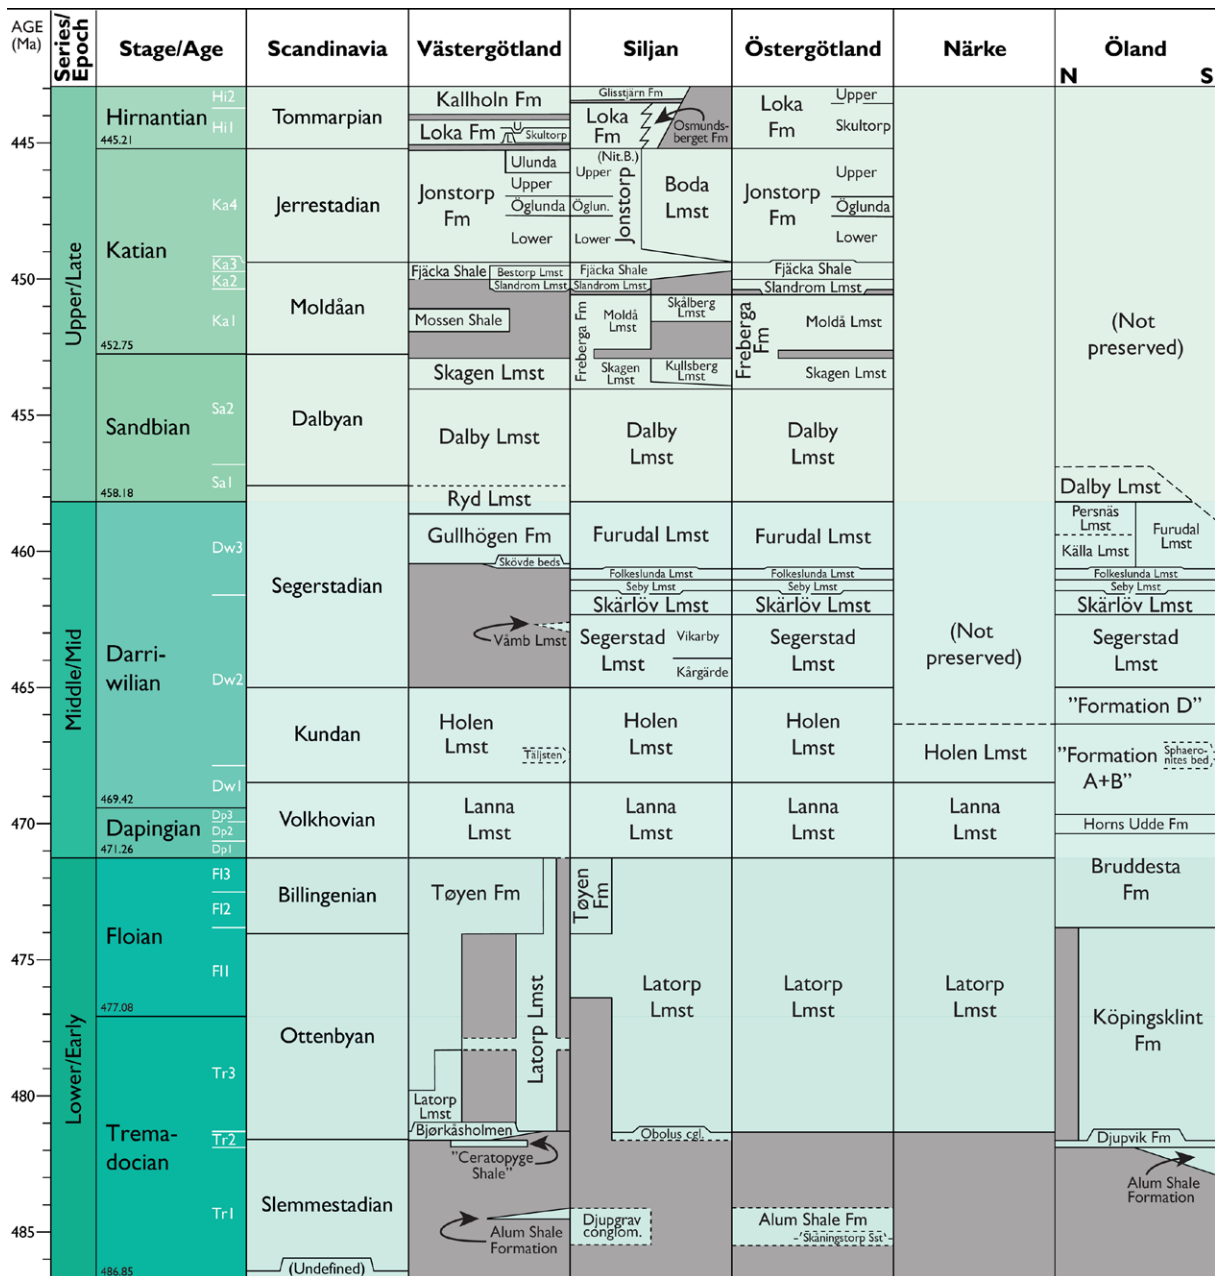 AGE
(Ma)
Series/
Epoch
Stage/Age
Scandinavia
Västergötland
Siljan
Östergötland
Närke
Öland
N
S
445
450
455
460
465
470
475
480
485
Upper/Late
Middle/Mid
Lower/Early
Hirnantian
445.21
Hi2
Hi1
Katian
452.75
Ka4
Ka3
Ka2
Ka1
Sandbian
458.18
Sa2
Sa1
Darri-
wilian
469.42
Dw3
Dw2
Dw1
Dapingian
471.26
Dp3
Dp2
Dp1
Floian
477.08
Fl3
Fl2
Fl1
Trema-
docian
486.85
Tr3
Tr2
Tr1
Tommarpian
Jerrestadian
Moldåan
Dalbyan
Segerstadian
Kundan
Volkhovian
Billingenian
Ottenbyan
Slemmestadian
(Undefined)
Kallholn Fm
Loka Fm
U
Skultorp
Jonstorp
Fm
Ulunda
Upper
Öglunda
Lower
Fjäcka Shale
Bestorp Lmst
Slandrom Lmst
Mossen Shale
Skagen Lmst
Dalby Lmst
Ryd Lmst
Gullhögen Fm
Skövde beds
Våmb Lmst
Holen
Lmst
Täljsten
Lanna
Lmst
Tøyen Fm
Latorp Lmst
Latorp
Lmst
Bjørkåsholmen
"Ceratopyge
Shale"
Alum Shale
Formation
Glisstjärn Fm
Loka
Fm
Osmunds-
berget Fm
(Nit.B.)
Upper
Öglun.
Lower
Jonstorp
Boda
Lmst
Fjäcka Shale
Slandrom Lmst
Freberga Fm
Moldå
Lmst
Skålberg
Lmst
Skagen
Lmst
Kullsberg
Lmst
Dalby
Lmst
Furudal Lmst
Folkeslunda Lmst
Seby Lmst
Skärlöv Lmst
Segerstad
Lmst
Vikarby
Kårgärde
Holen
Lmst
Lanna
Lmst
Tøyen
Fm
Latorp
Lmst
Obolus cgl.
Djupgrav
conglom.
Loka
Fm
Upper
Skultorp
Jonstorp
Fm
Upper
Öglunda
Lower
Fjäcka Shale
Slandrom Lmst
Freberga
Fm
Moldå Lmst
Skagen Lmst
Dalby
Lmst
Furudal Lmst
Folkeslunda Lmst
Seby Lmst
Skärlöv Lmst
Segerstad
Lmst
Holen
Lmst
Lanna
Lmst
Latorp
Lmst
Alum Shale Fm
Skåningstorp Sst
(Not
preserved)
Holen Lmst
Lanna
Lmst
Latorp
Lmst
(Not
preserved)
Dalby Lmst
Persnäs
Lmst
Källa Lmst
Furudal
Lmst
Folkeslunda Lmst
Seby Lmst
Skärlöv Lmst
Segerstad
Lmst
"Formation D"
"Formation
A+B"
Sphaero-
nites bed
Horns Udde Fm
Bruddesta
Fm
Köpingsklint
Fm
Djupvik Fm
Alum Shale
Formation